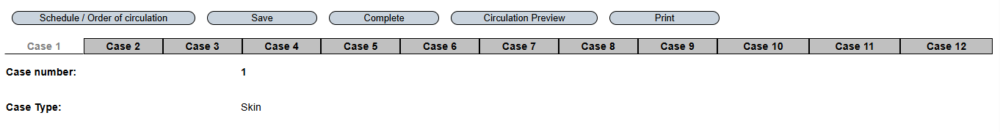 Schedule / Order of circulation Save Complete Circulation Preview Print
Case 1 Case 2 Case 3 Case 4 Case 5 Case 6 Case 7 Case 8 Case 9 Case 10 Case 11 Case 12
Case number: 1
Case Type: Skin